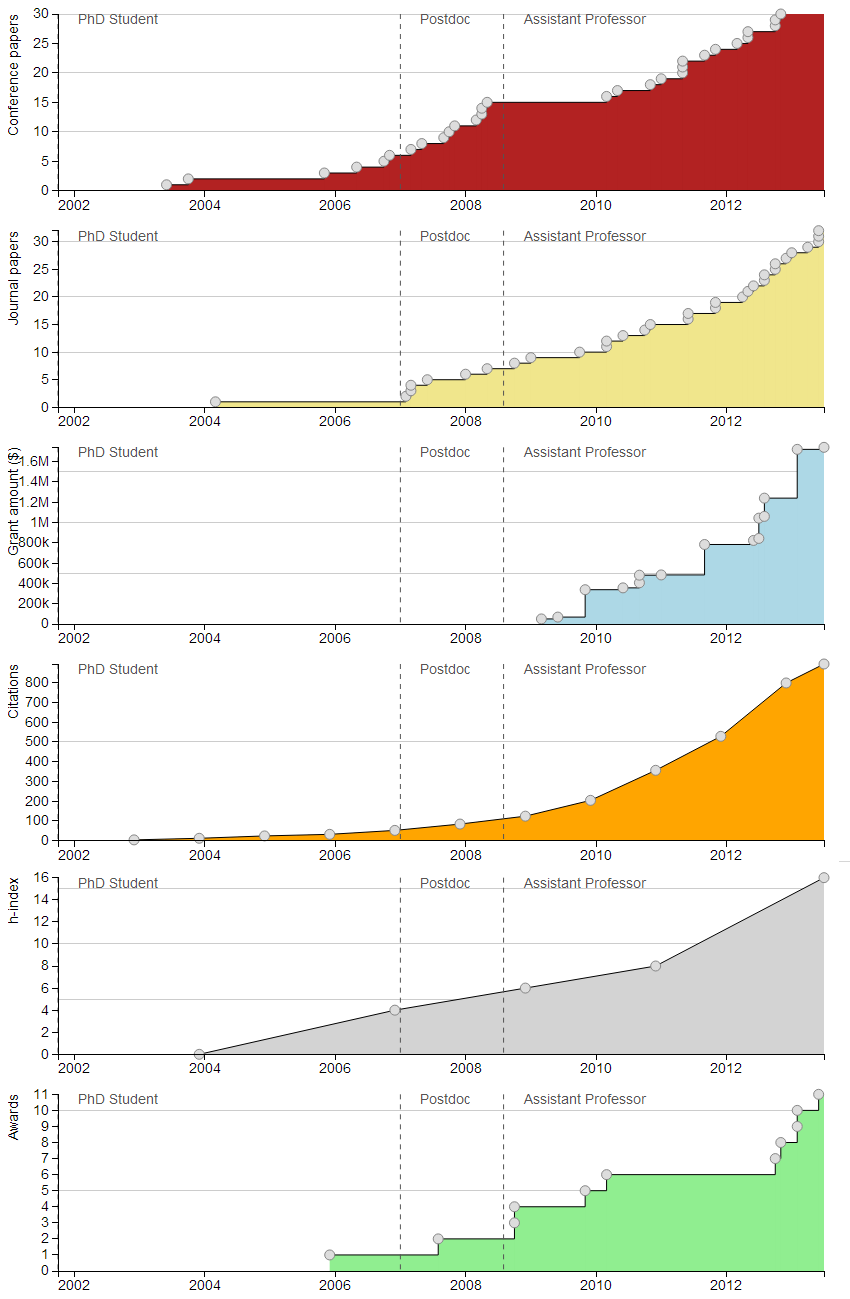 Conference papers
PhD Student Postdoc Assistant Professor
30
25
20
15
10
5
0
2002 2004 2006 2008 2010 2012
Journal papers
PhD Student Postdoc Assistant Professor
30
25
20
15
10
5
0
2002 2004 2006 2008 2010 2012
Grant amount ($)
PhD Student Postdoc Assistant Professor
1.6M
1.4M
1.2M
1M
800k
600k
400k
200k
0
2002 2004 2006 2008 2010 2012
Citations
PhD Student Postdoc Assistant Professor
800
700
600
500
400
300
200
100
0
2002 2004 2006 2008 2010 2012
h-index
PhD Student Postdoc Assistant Professor
16
14
12
10
8
6
4
2
0
2002 2004 2006 2008 2010 2012
Awards
PhD Student Postdoc Assistant Professor
11
10
9
8
7
6
5
4
3
2
1
0
2002 2004 2006 2008 2010 2012